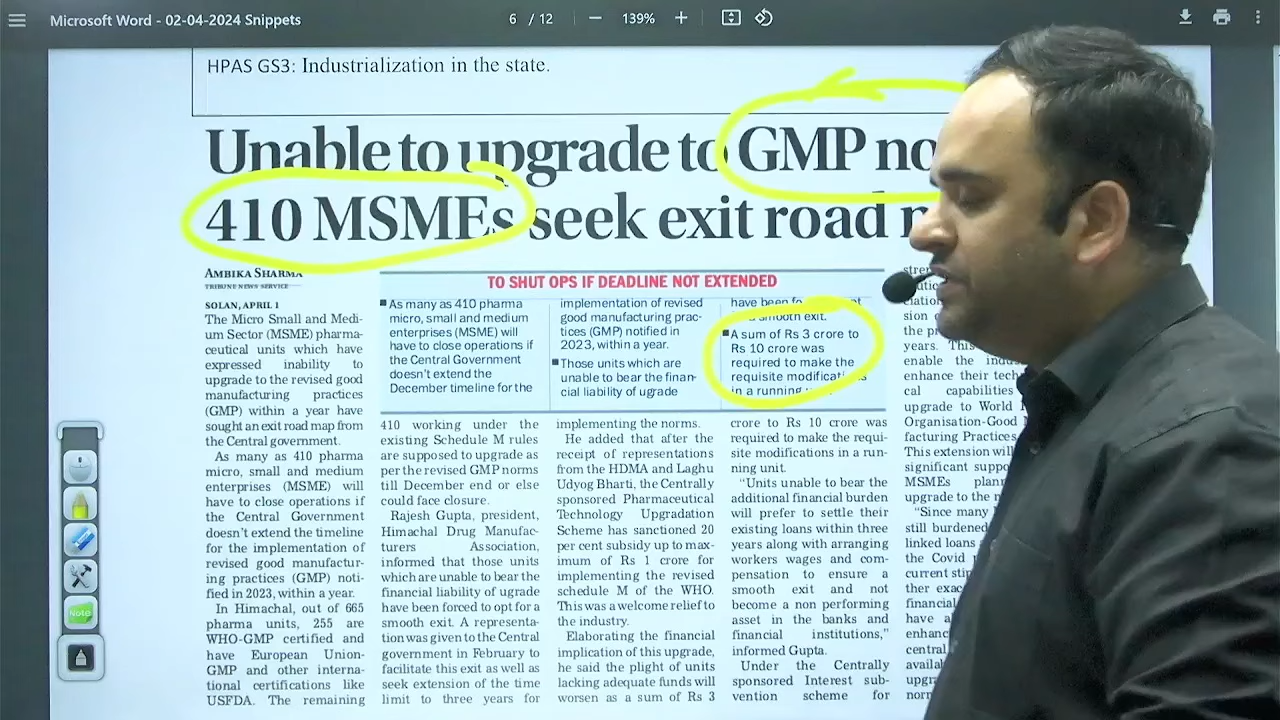 Microsoft Word - 02-04-2024 Snippets
6 / 12
139%
HPAS GS3: Industrialization in the state.
Unable to upgrade to GMP
410 MSMEs seek exit road
AMBIKA SHARMA
TRIBUNE NEWS SERVICE
SOLAN, APRIL 1
The Micro Small and Medi-
um Sector (MSME) pharma-
ceutical units which have
expressed inability to
upgrade to the revised good
manufacturing practices
(GMP) within a year have
sought an exit road map from
the Central government.
As many as 410 pharma
micro, small and medium
enterprises (MSME) will
have to close operations if
the Central Government
doesn't extend the timeline
for the implementation of
revised good manufactur-
ing practices (GMP) noti-
fied in 2023, within a year.
In Himachal, out of 665
pharma units, 255 are
WHO-GMP certified and
have European Union-
GMP and other interna-
tional certifications like
USFDA. The remaining
TO SHUT OPS IF DEADLINE NOT EXTENDED
As many as 410 pharma
micro, small and medium
enterprises (MSME) will
have to close operations if
the Central Government
doesn't extend the
December timeline for the
implementation of revised
good manufacturing prac-
tices (GMP) notified in
2023, within a year.
Those units which are
unable to bear the finan-
cial liability of ugrade
have been
smooth exit.
A sum of Rs 3 crore to
Rs 10 crore was
required to make the
requisite
in a running
410 working under the
existing Schedule M rules
are supposed to upgrade as
per the revised GMP norms
till December end or else
could face closure.
Rajesh Gupta, president,
Himachal Drug Manufac-
turers Association,
informed that those units
which are unable to bear the
financial liability of ugrade
have been forced to opt for a
smooth exit. A representa-
tion was given to the Central
government in February to
facilitate this exit as well as
seek extension of the time
limit to three years for
implementing the norms.
He added that after the
receipt of representations
from the HDMA and Laghu
Udyog Bharti, the Centrally
sponsored Pharmaceutical
Technology Upgradation
Scheme has sanctioned 20
per cent subsidy up to max-
imum of Rs 1 crore for
implementing the revised
schedule M of the WHO.
This was a welcome relief to
the industry.
Elaborating the financial
implication of this upgrade,
he said the plight of units
lacking adequate funds will
worsen as a sum of Rs 3
crore to Rs 10 crore was
required to make the requi-
site modifications in a run-
ning unit.
"Units unable to bear the
additional financial burden
will prefer to settle their
existing loans within three
years along with arranging
workers wages and com-
pensation to ensure a
smooth exit and not
become a non performing
asset in the banks and
financial institutions,"
informed Gupta.
Under the Centrally
sponsored Interest sub-
vention scheme for
the
years. This
enable the
enhance their
cal capabilities
upgrade to World
Organisation-Good
facturing Practices
This extension will
significant
MSMEs
upgrade to the
"Since many
still burdened
linked loans
the Covid
current
ther
financial
have a
central
Note